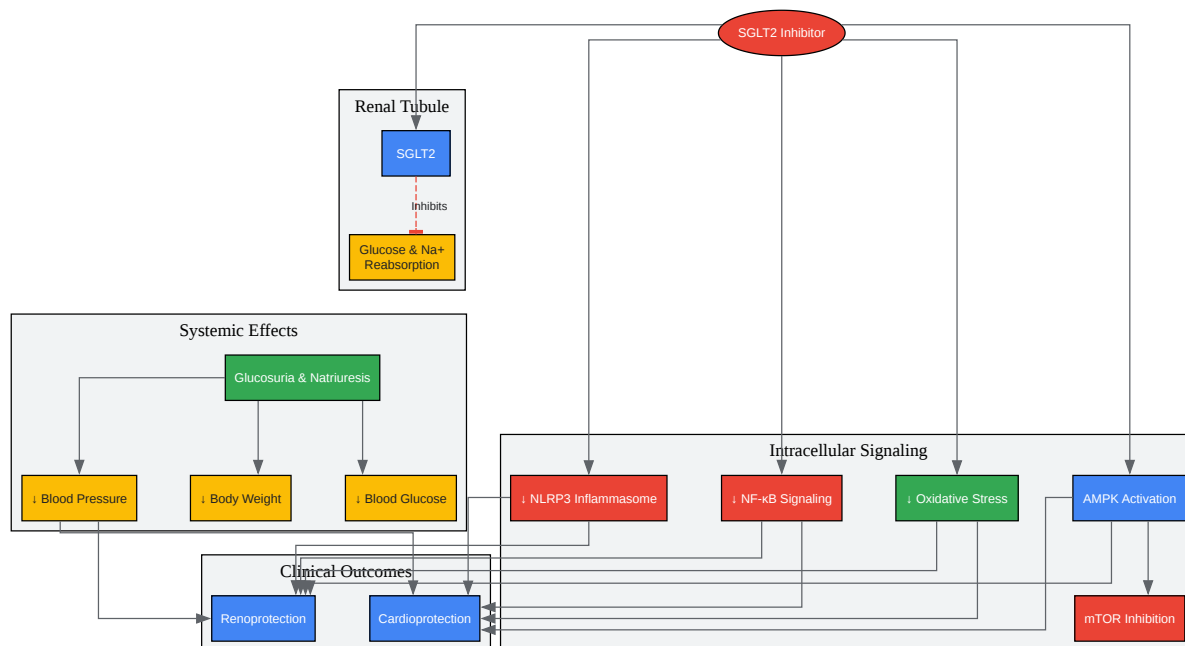 SGLT2 Inhibitor
Renal Tubule
SGLT2
Inhibits
Glucose & Na+
Reabsorption
Systemic Effects
Glucosuria & Natriuresis
↓ Blood Pressure
↓ Body Weight
↓ Blood Glucose
Intracellular Signaling
↓ NLRP3 Inflammasome
↓ NF-κB Signaling
↓ Oxidative Stress
AMPK Activation
mTOR Inhibition
Clinical Outcomes
Renoprotection
Cardioprotection